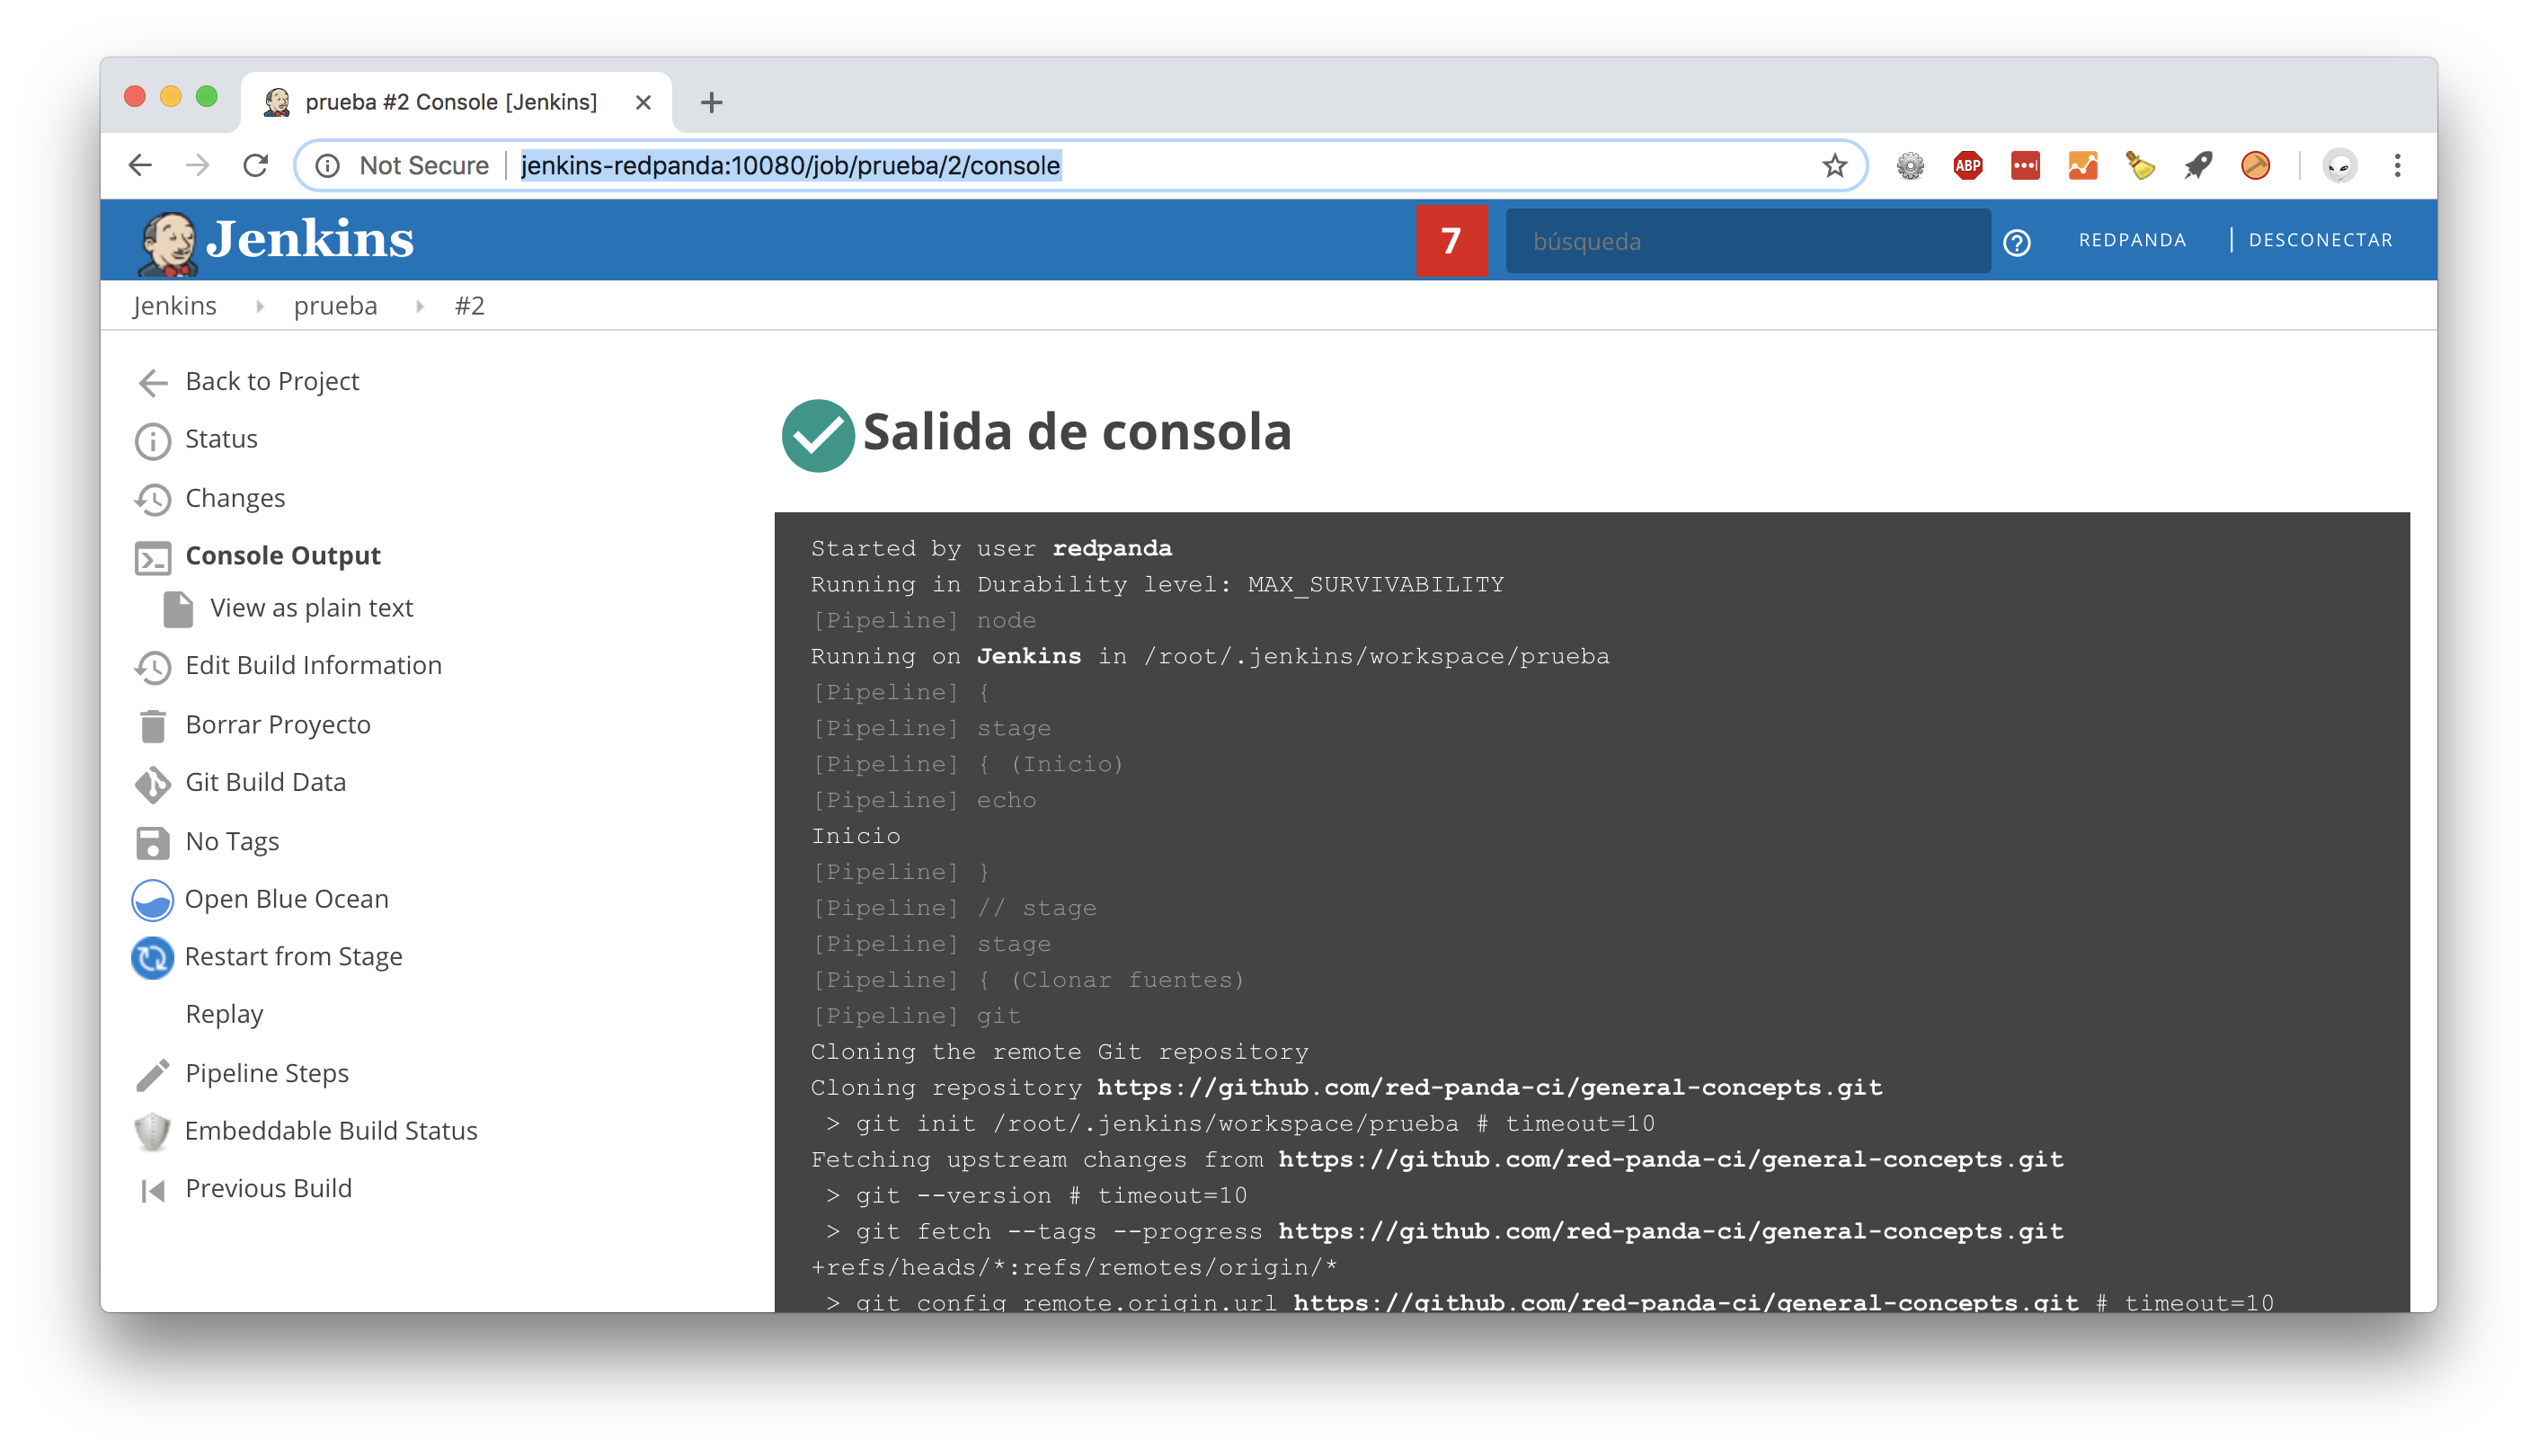 prueba #2 Console [Jenkins]
Not Secure | jenkins-redpanda:10080/job/prueba/2/console
ABP
Jenkins
7
búsqueda
REDPANDA
| DESCONECTAR
Jenkins
prueba
#2
Back to Project
Status
Changes
Console Output
View as plain text
Edit Build Information
Borrar Proyecto
Git Build Data
No Tags
Open Blue Ocean
Restart from Stage
Replay
Pipeline Steps
Embeddable Build Status
Previous Build
Salida de consola
Started by user redpanda
Running in Durability level: MAX_SURVIVABILITY
[Pipeline] node
Running on Jenkins in /root/.jenkins/workspace/prueba
[Pipeline] {
[Pipeline] stage
[Pipeline] { (Inicio)
[Pipeline] echo
Inicio
[Pipeline] }
[Pipeline] // stage
[Pipeline] stage
[Pipeline] { (Clonar fuentes)
[Pipeline] git
Cloning the remote Git repository
Cloning repository https://github.com/red-panda-ci/general-concepts.git
> git init /root/.jenkins/workspace/prueba # timeout=10
Fetching upstream changes from https://github.com/red-panda-ci/general-concepts.git
> git --version # timeout=10
> git fetch --tags --progress https://github.com/red-panda-ci/general-concepts.git
+refs/heads/*:refs/remotes/origin/*
> git config remote.origin.url https://github.com/red-panda-ci/general-concepts.git # timeout=10